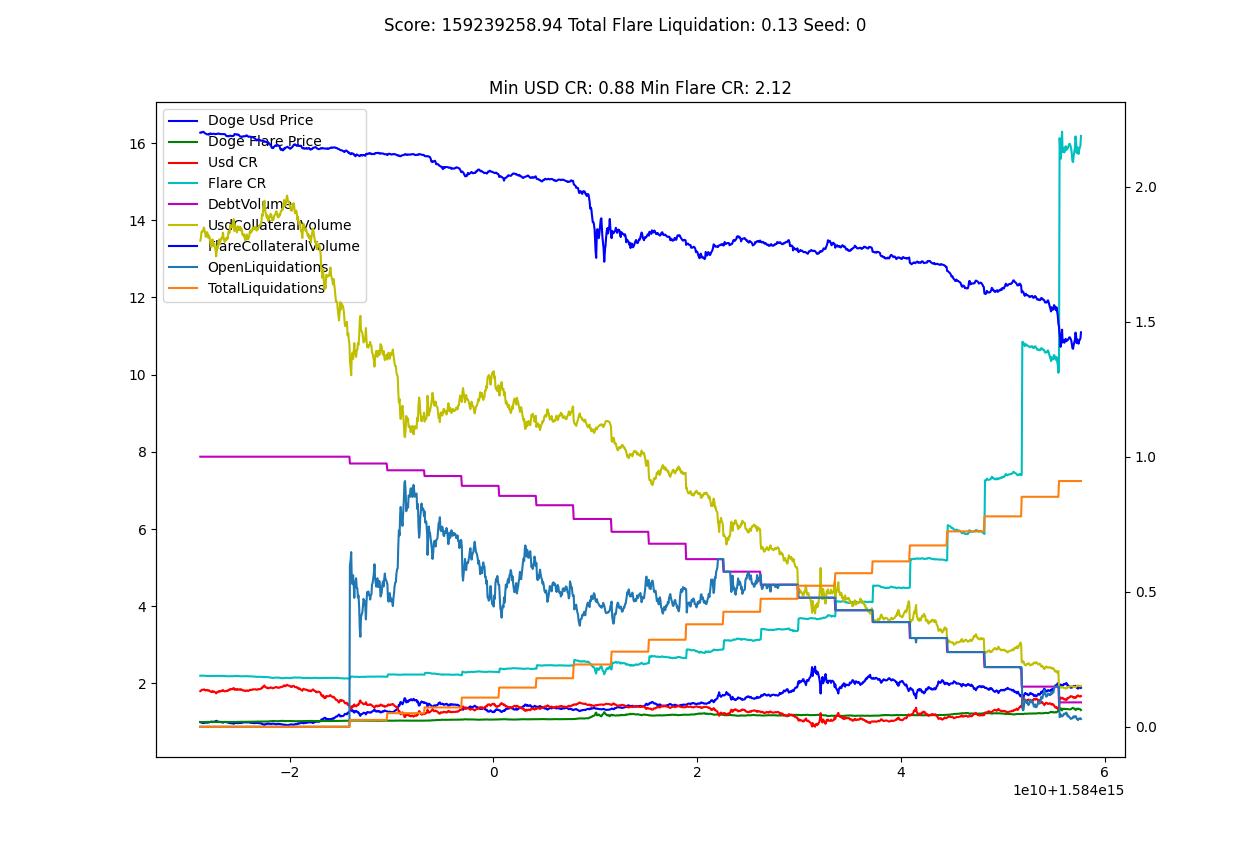 Score: 159239258.94 Total Flare Liquidation: 0.13 Seed: 0
Min USD CR: 0.88 Min Flare CR: 2.12
Doge Usd Price
Doge Flare Price
Usd CR
Flare CR
DebtVolume
UsdCollateralVolume
FlareCollateralVolume
OpenLiquidations
TotalLiquidations
16
14
12
10
8
6
4
2
2.0
1.5
1.0
0.5
0.0
−2
0
2
4
6
1e10+1.584e15